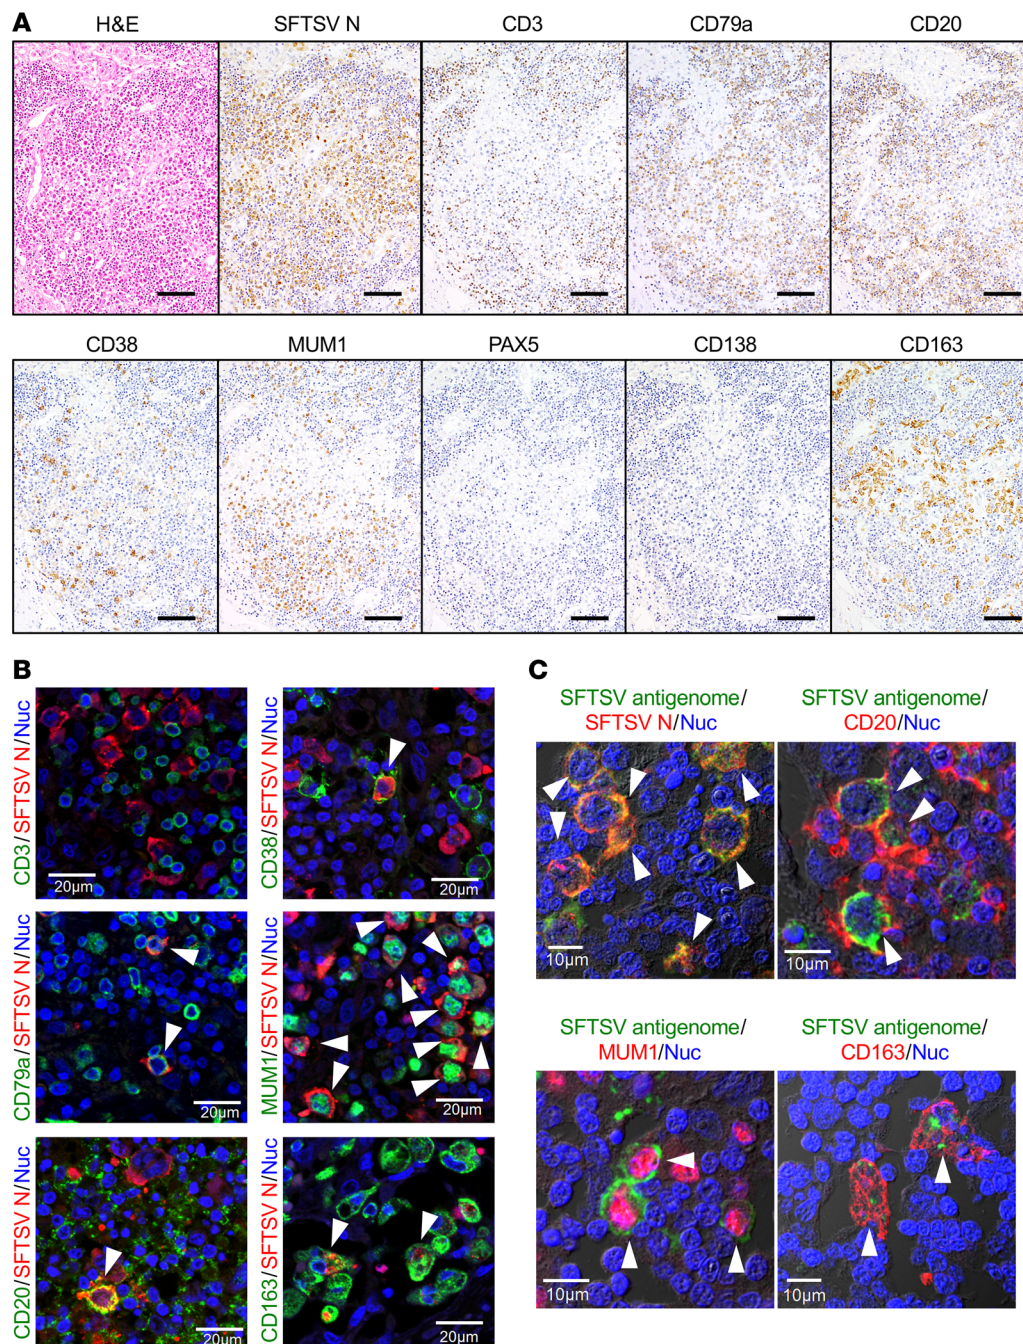 A
H&E SFTSV N CD3 CD79a CD20
CD38 MUM1 PAX5 CD138 CD163
B
CD3/SFTSV N/Nuc
20µm
CD38/SFTSV N/Nuc
20µm
CD79a/SFTSV N/Nuc
20µm
MUM1/SFTSV N/Nuc
20µm
CD20/SFTSV N/Nuc
20µm
CD163/SFTSV N/Nuc
20µm
C
SFTSV antigenome/
SFTSV N/Nuc
10µm
SFTSV antigenome/
CD20/Nuc
10µm
SFTSV antigenome/
MUM1/Nuc
10µm
SFTSV antigenome/
CD163/Nuc
10µm